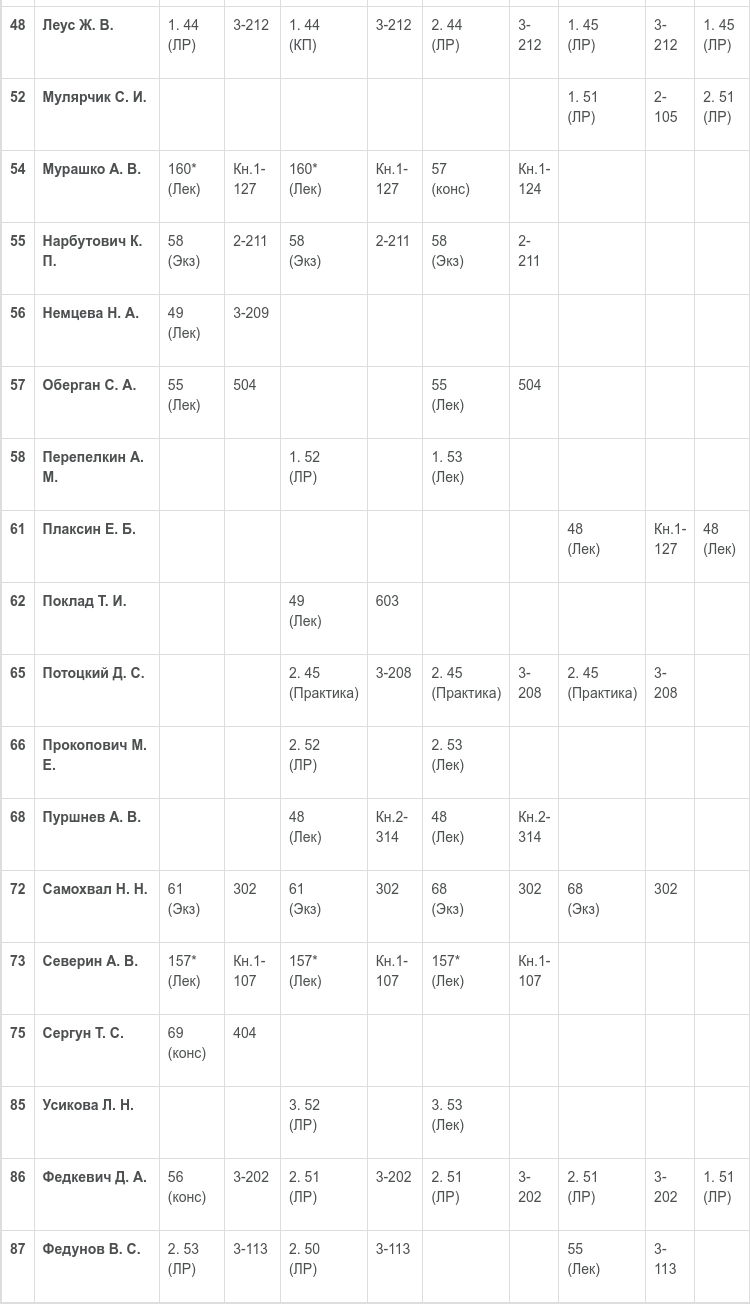 48 Леус Ж. В. 1. 44 3-212 1. 44 3-212 2. 44 3- 1. 45 3- 1. 45
(ЛР) (КП) (ЛР) 212 (ЛР) 212 (ЛР)
52 Мулярчик С. И. 1. 51 2- 2. 51
(ЛР) 105 (ЛР)
54 Мурашко А. В. 160* Кн.1- 160* Кн.1- 57 Кн.1-
(Лек) 127 (Лек) 127 (конс) 124
55 Нарбутович К. 58 2-211 58 2-211 58 2-
П. (Экз) (Экз) (Экз) 211
56 Немцева Н. А. 49 3-209
(Лек)
57 Оберган С. А. 55 504 55 504
(Лек) (Лек)
58 Перепелкин А. 1. 52 1. 53
М. (ЛР) (Лек)
61 Плаксин Е. Б. 48 Кн.1- 48
(Лек) 127 (Лек)
62 Поклад Т. И. 49 603
(Лек)
65 Потоцкий Д. С. 2. 45 3-208 2. 45 3- 2. 45 3-
(Практика) (Практика) 208 (Практика) 208
66 Прокопович М. 2. 52 2. 53
Е. (ЛР) (Лек)
68 Пуршнев А. В. 48 Кн.2- 48 Кн.2-
(Лек) 314 (Лек) 314
72 Самохвал Н. Н. 61 302 61 302 68 302 68 302
(Экз) (Экз) (Экз) (Экз)
73 Северин А. В. 157* Кн.1- 157* Кн.1- 157* Кн.1-
(Лек) 107 (Лек) 107 (Лек) 107
75 Сергун Т. С. 69 404
(конс)
85 Усикова Л. Н. 3. 52 3. 53
(ЛР) (Лек)
86 Федкевич Д. А. 56 3-202 2. 51 3-202 2. 51 3- 2. 51 3- 1. 51
(конс) (ЛР) (ЛР) 202 (ЛР) 202 (ЛР)
87 Федунов В. С. 2. 53 3-113 2. 50 3-113 55 3-
(ЛР) (ЛР) (Лек) 113